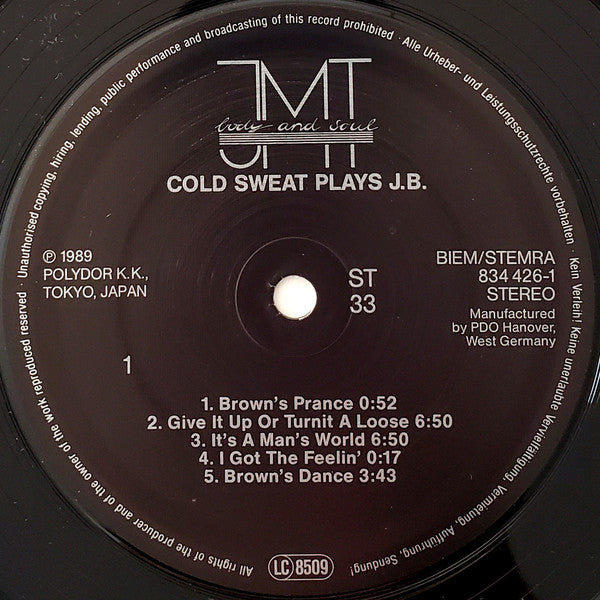 JMT
body and soul
COLD SWEAT PLAYS J.B.
℗ 1989
POLYDOR K.K.,
TOKYO, JAPAN
ST
33
BIEM/STEMRA
834 426-1
STEREO
Manufactured
by PDO Hanover,
West Germany
1
1. Brown's Prance 0:52
2. Give It Up Or Turnit A Loose 6:50
3. It's A Man's World 6:50
4. I Got The Feelin' 0:17
5. Brown's Dance 3:43
All rights of the producer and of the owner of the work reproduced reserved · Unauthorised copying, hiring, lending, public performance and broadcasting of this record prohibited · Alle Urheber- und Leistungsschutzrechte vorbehalten · Kein Verleih! Keine unerlaubte Vervielfältigung, Vermietung, Aufführung, Sendung!
LC 8509